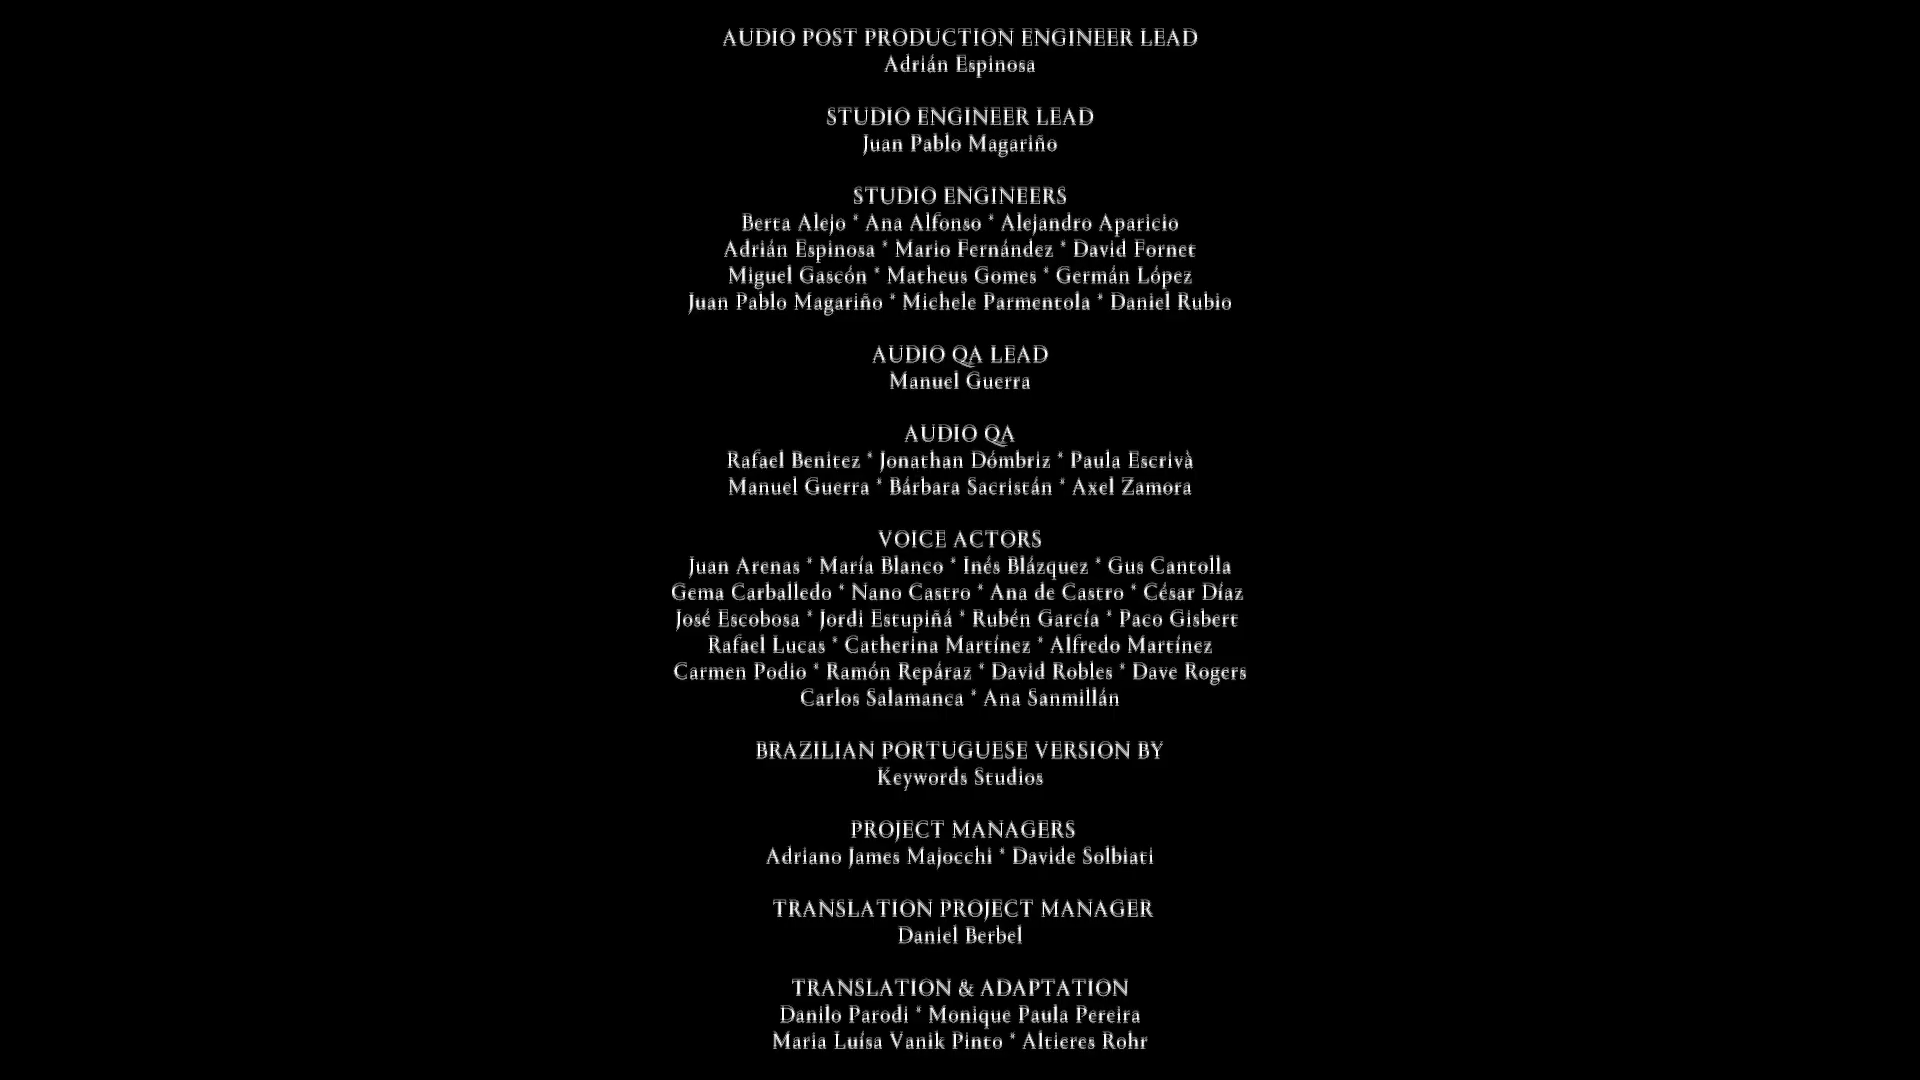 AUDIO POST PRODUCTION ENGINEER LEAD
Adrián Espinosa
STUDIO ENGINEER LEAD
Juan Pablo Magariño
STUDIO ENGINEERS
Berta Alejo * Ana Alfonso * Alejandro Aparicio
Adrián Espinosa * Mario Fernández * David Fornet
Miguel Gascón * Matheus Gomes * Germán López
Juan Pablo Magariño * Michele Parmentola * Daniel Rubio
AUDIO QA LEAD
Manuel Guerra
AUDIO QA
Rafael Benitez * Jonathan Dómbriz * Paula Escrivà
Manuel Guerra * Bárbara Sacristán * Axel Zamora
VOICE ACTORS
Juan Arenas * María Blanco * Inés Blázquez * Gus Cantolla
Gema Carballedo * Nano Castro * Ana de Castro * César Díaz
José Escobosa * Jordi Estupiñá * Rubén García * Paco Gisbert
Rafael Lucas * Catherina Martínez * Alfredo Martínez
Carmen Podio * Ramón Repáraz * David Robles * Dave Rogers
Carlos Salamanca * Ana Sanmillán
BRAZILIAN PORTUGUESE VERSION BY
Keywords Studios
PROJECT MANAGERS
Adriano James Majocchi * Davide Solbiati
TRANSLATION PROJECT MANAGER
Daniel Berbel
TRANSLATION & ADAPTATION
Danilo Parodi * Monique Paula Pereira
Maria Luísa Vanik Pinto * Altieres Rohr